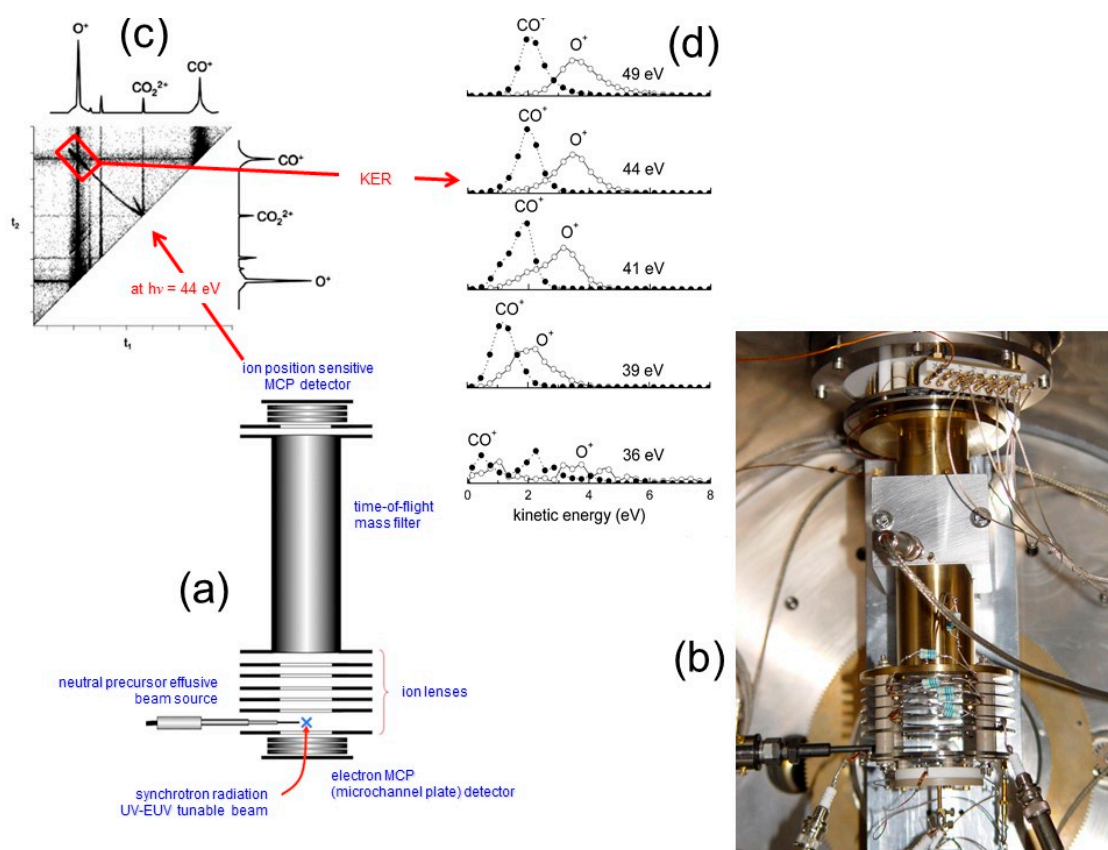 (c)
O⁺
CO₂²⁺
CO⁺
CO⁺
CO₂²⁺
O⁺
t₂
t₁
at hν = 44 eV
KER
(d)
CO⁺
O⁺
49 eV
CO⁺
O⁺
44 eV
CO⁺
O⁺
41 eV
CO⁺
O⁺
39 eV
CO⁺
O⁺
36 eV
0 2 4 6 8
kinetic energy (eV)
ion position sensitive
MCP detector
time-of-flight
mass filter
(a)
neutral precursor effusive
beam source
ion lenses
electron MCP
(microchannel plate) detector
synchrotron radiation
UV-EUV tunable beam
(b)